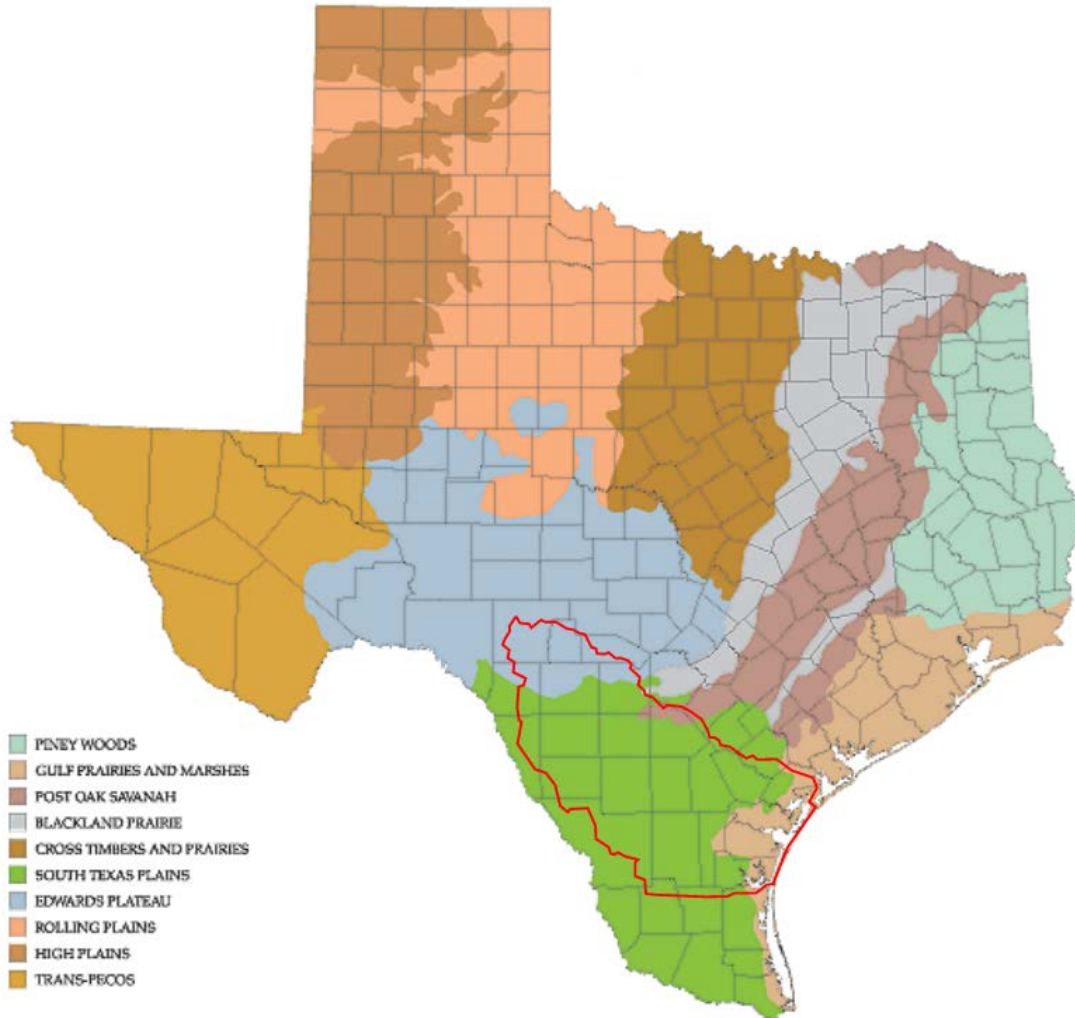 PINEY WOODS
GULF PRAIRIES AND MARSHES
POST OAK SAVANAH
BLACKLAND PRAIRIE
CROSS TIMBERS AND PRAIRIES
SOUTH TEXAS PLAINS
EDWARDS PLATEAU
ROLLING PLAINS
HIGH PLAINS
TRANS-PECOS